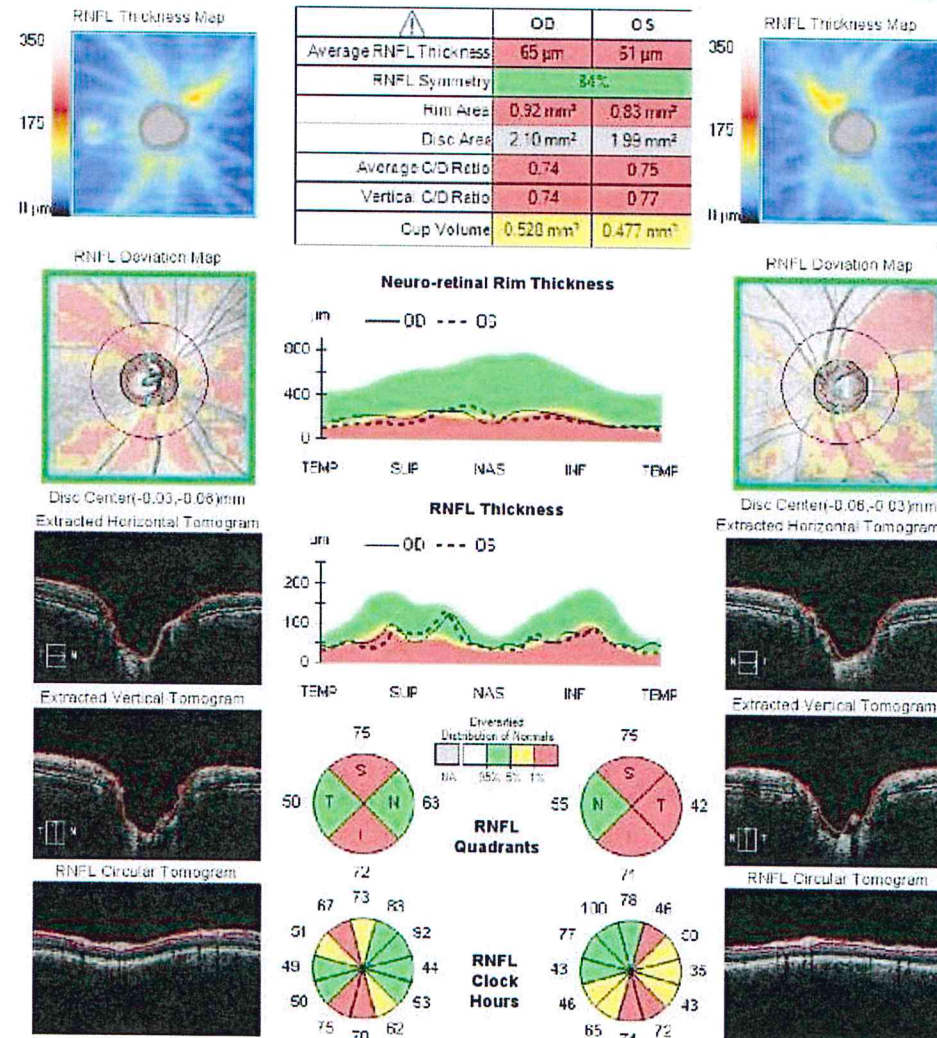 RNFL Thickness Map
350
175
0 µm
OD OS
Average RNFL Thickness 65 µm 61 µm
RNFL Symmetry 84%
Rim Area 0.92 mm² 0.83 mm²
Disc Area 2.10 mm² 1.99 mm²
Average C/D Ratio 0.74 0.75
Vertical C/D Ratio 0.74 0.77
Cup Volume 0.528 mm³ 0.477 mm³
RNFL Thickness Map
350
175
0 µm
RNFL Deviation Map
Disc Center(-0.03,-0.06)mm
Extracted Horizontal Tomogram
T N
Extracted Vertical Tomogram
T N
RNFL Circular Tomogram
Neuro-retinal Rim Thickness
µm OD OS
800
400
0
TEMP SUP NAS INF TEMP
RNFL Thickness
µm OD OS
200
100
0
TEMP SUP NAS INF TEMP
Diversified
Distribution of Normals
NA 95% 5% 1%
75
S
50 T N 63
I
72
RNFL
Quadrants
75
S
55 N T 42
I
71
73
67 83
51 92
49 44
50 53
75 62
70
RNFL
Clock
Hours
78
100 46
77
43 35
46 43
65 72
RNFL Deviation Map
Disc Center(-0.06,-0.03)mm
Extracted Horizontal Tomogram
N T
Extracted Vertical Tomogram
N T
RNFL Circular Tomogram